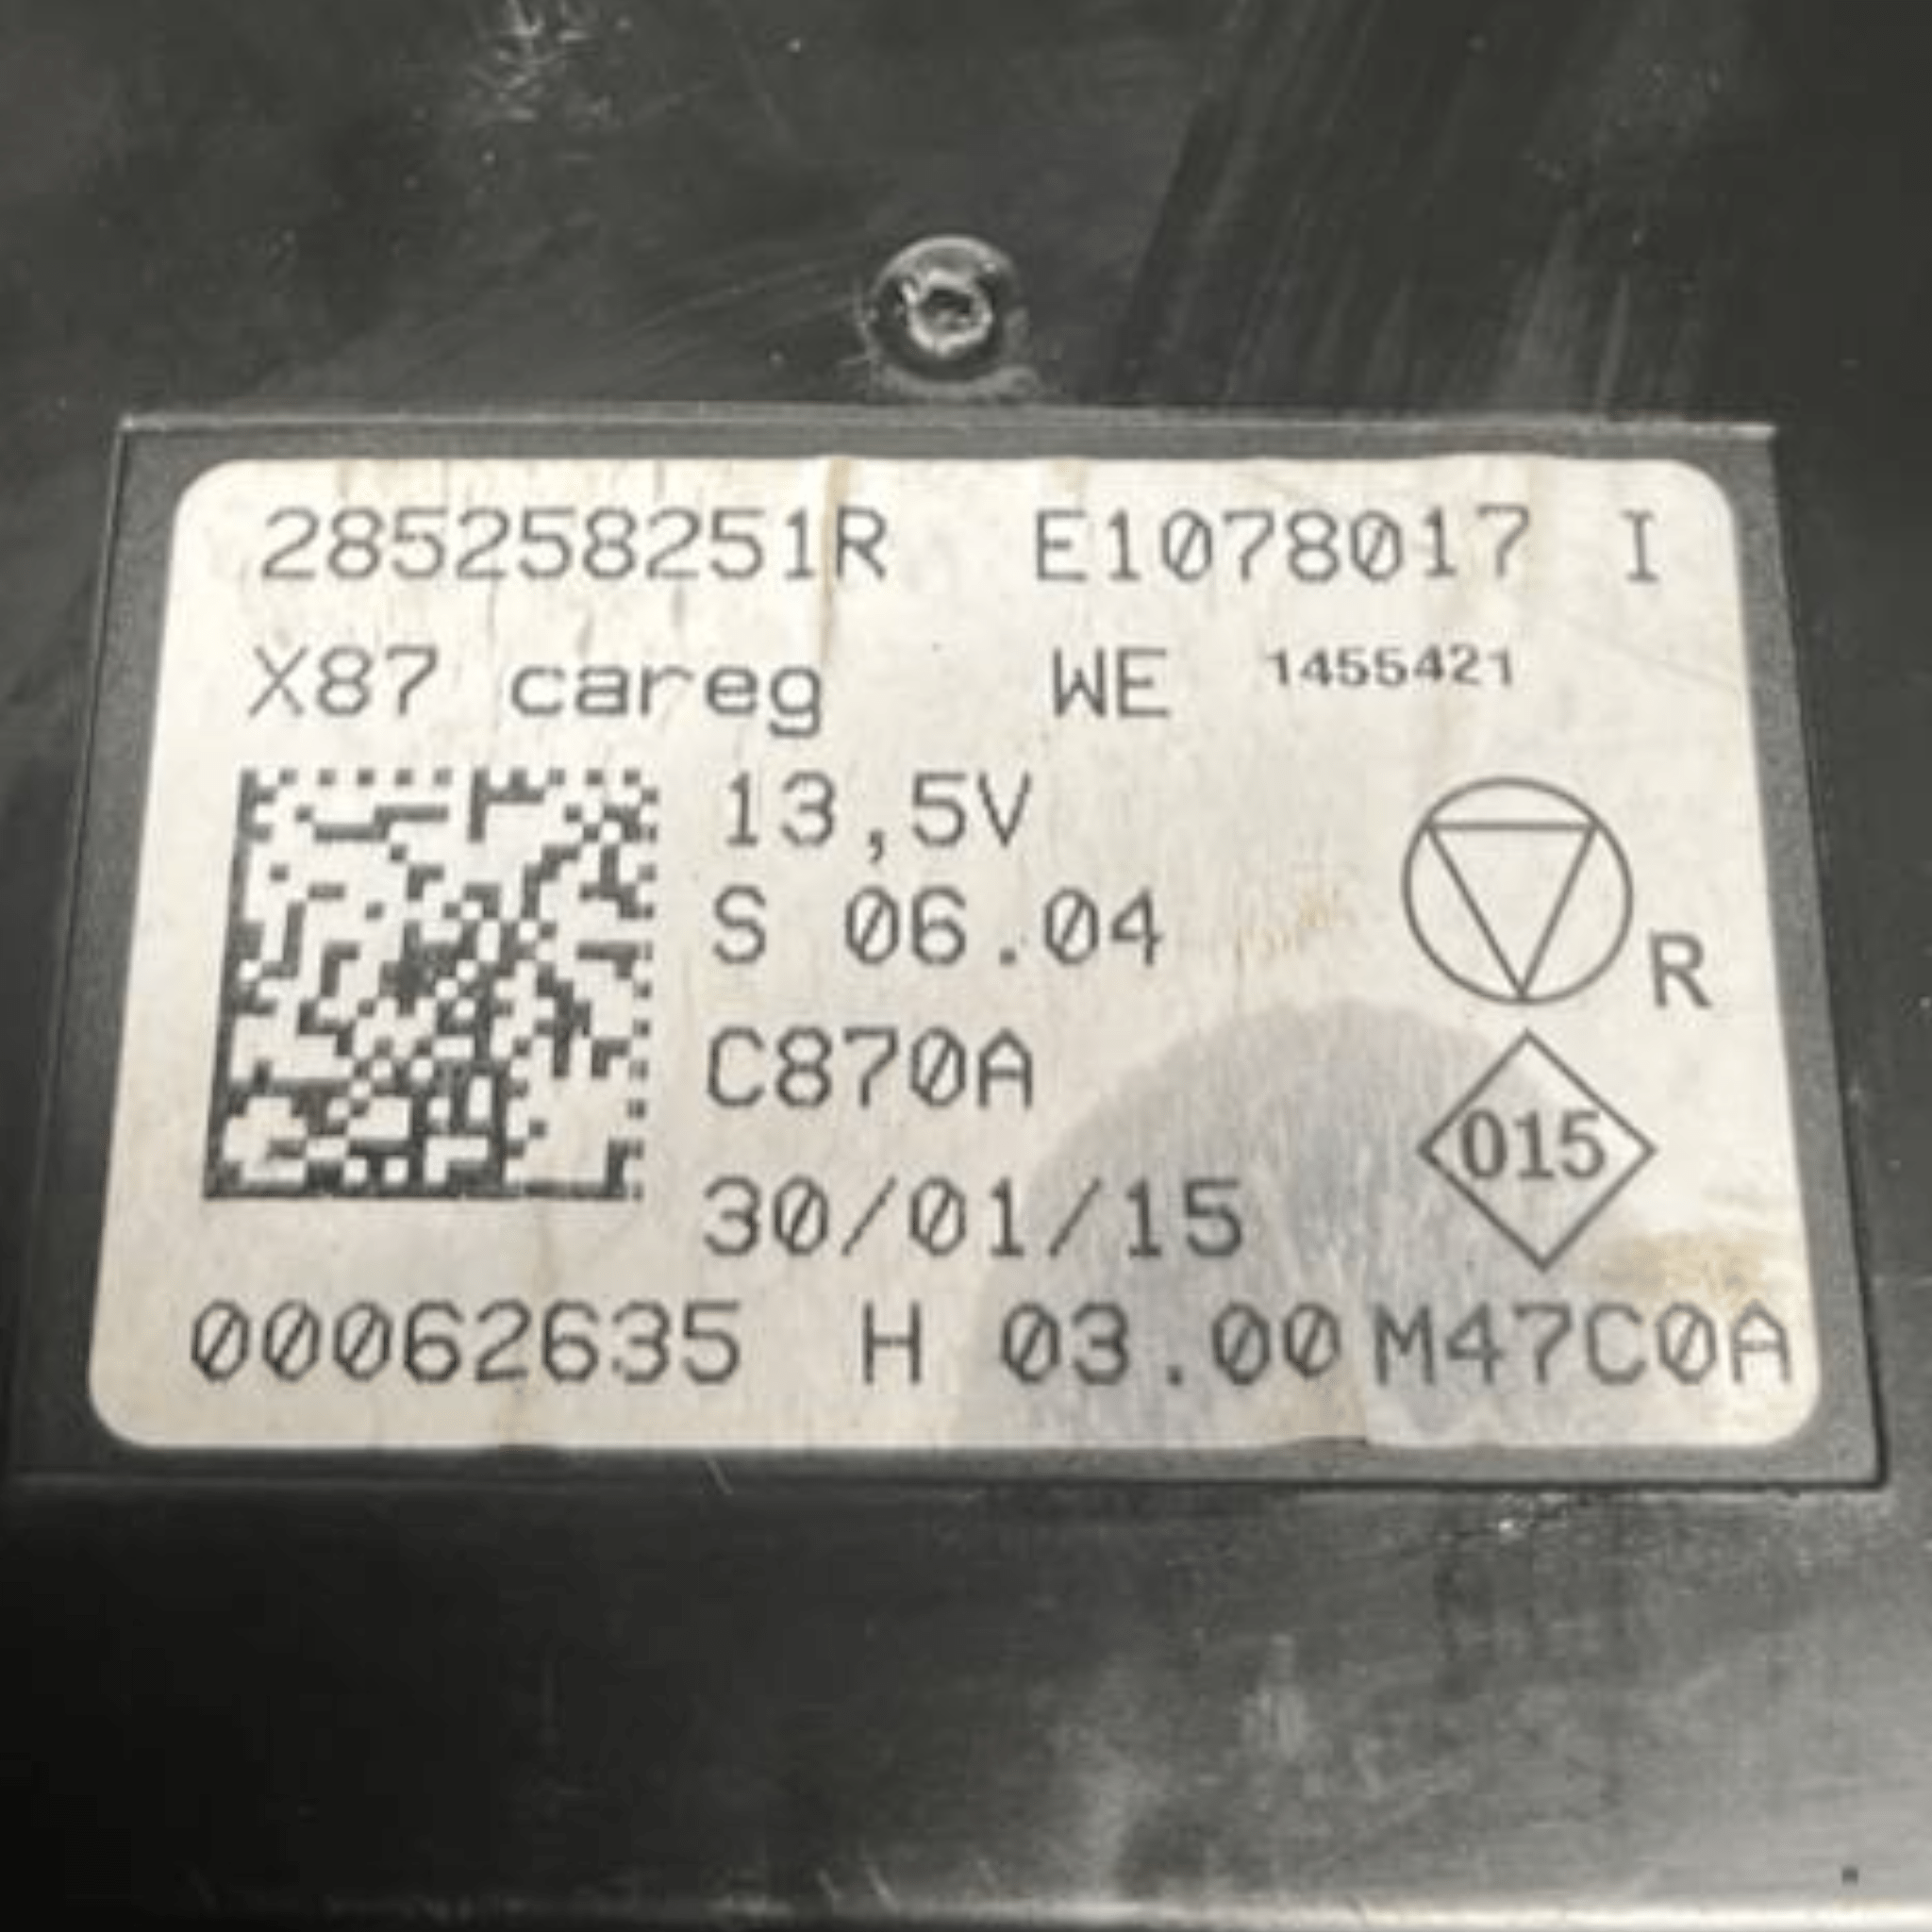 285258251R E1078017 I
X87 careg WE 1455421
13,5V
S 06.04
R
C870A
015
30/01/15
00062635 H 03.00 M47C0A